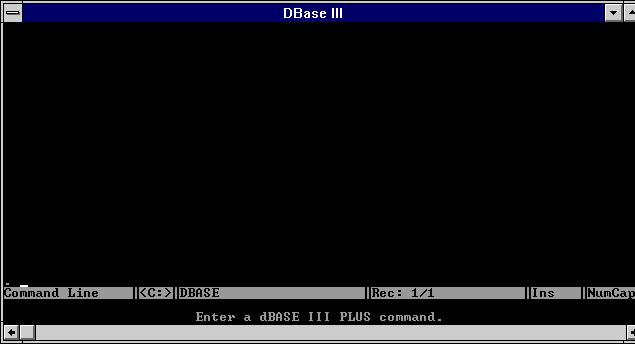 DBase III
.
Command Line ||<C:>||DBASE ||Rec: 1/1 ||Ins ||NumCap
Enter a dBASE III PLUS command.